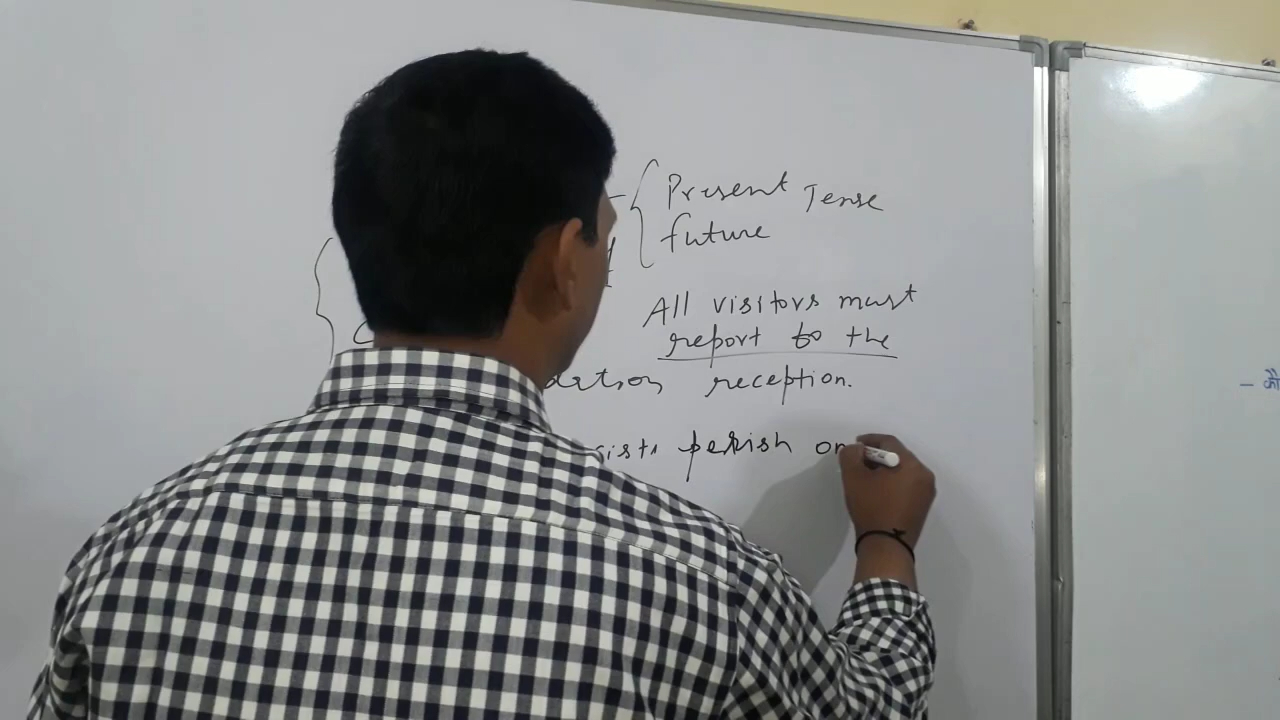 Present Tense
future
All visitors must
report to the
reception.
perish on